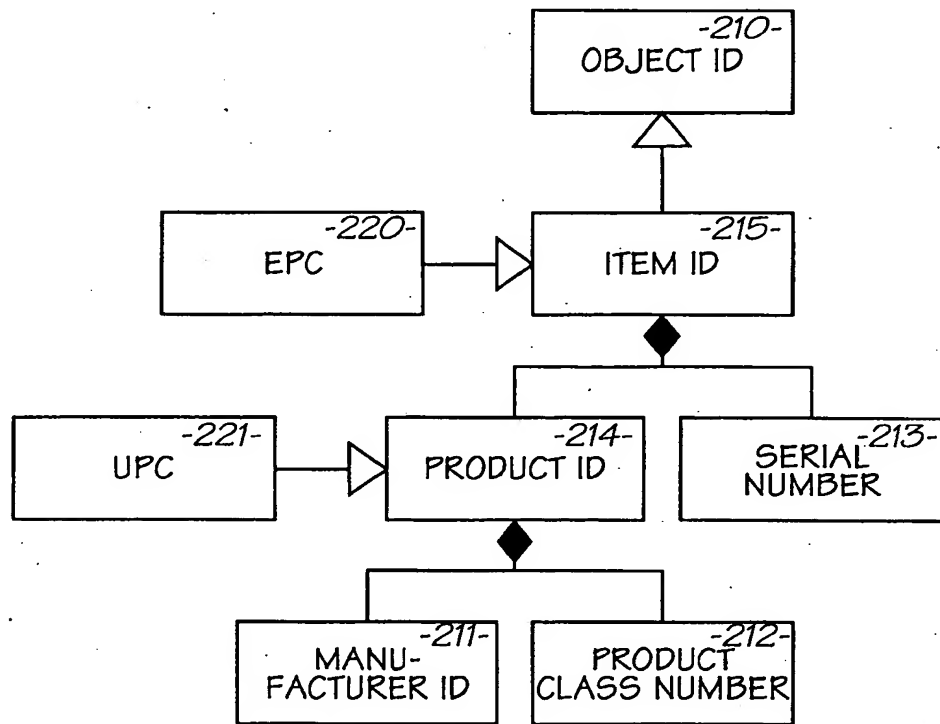 -210-
OBJECT ID
-220-
EPC
-215-
ITEM ID
-221-
UPC
-214-
PRODUCT ID
-213-
SERIAL
NUMBER
-211-
MANU-
FACTURER ID
-212-
PRODUCT
CLASS NUMBER